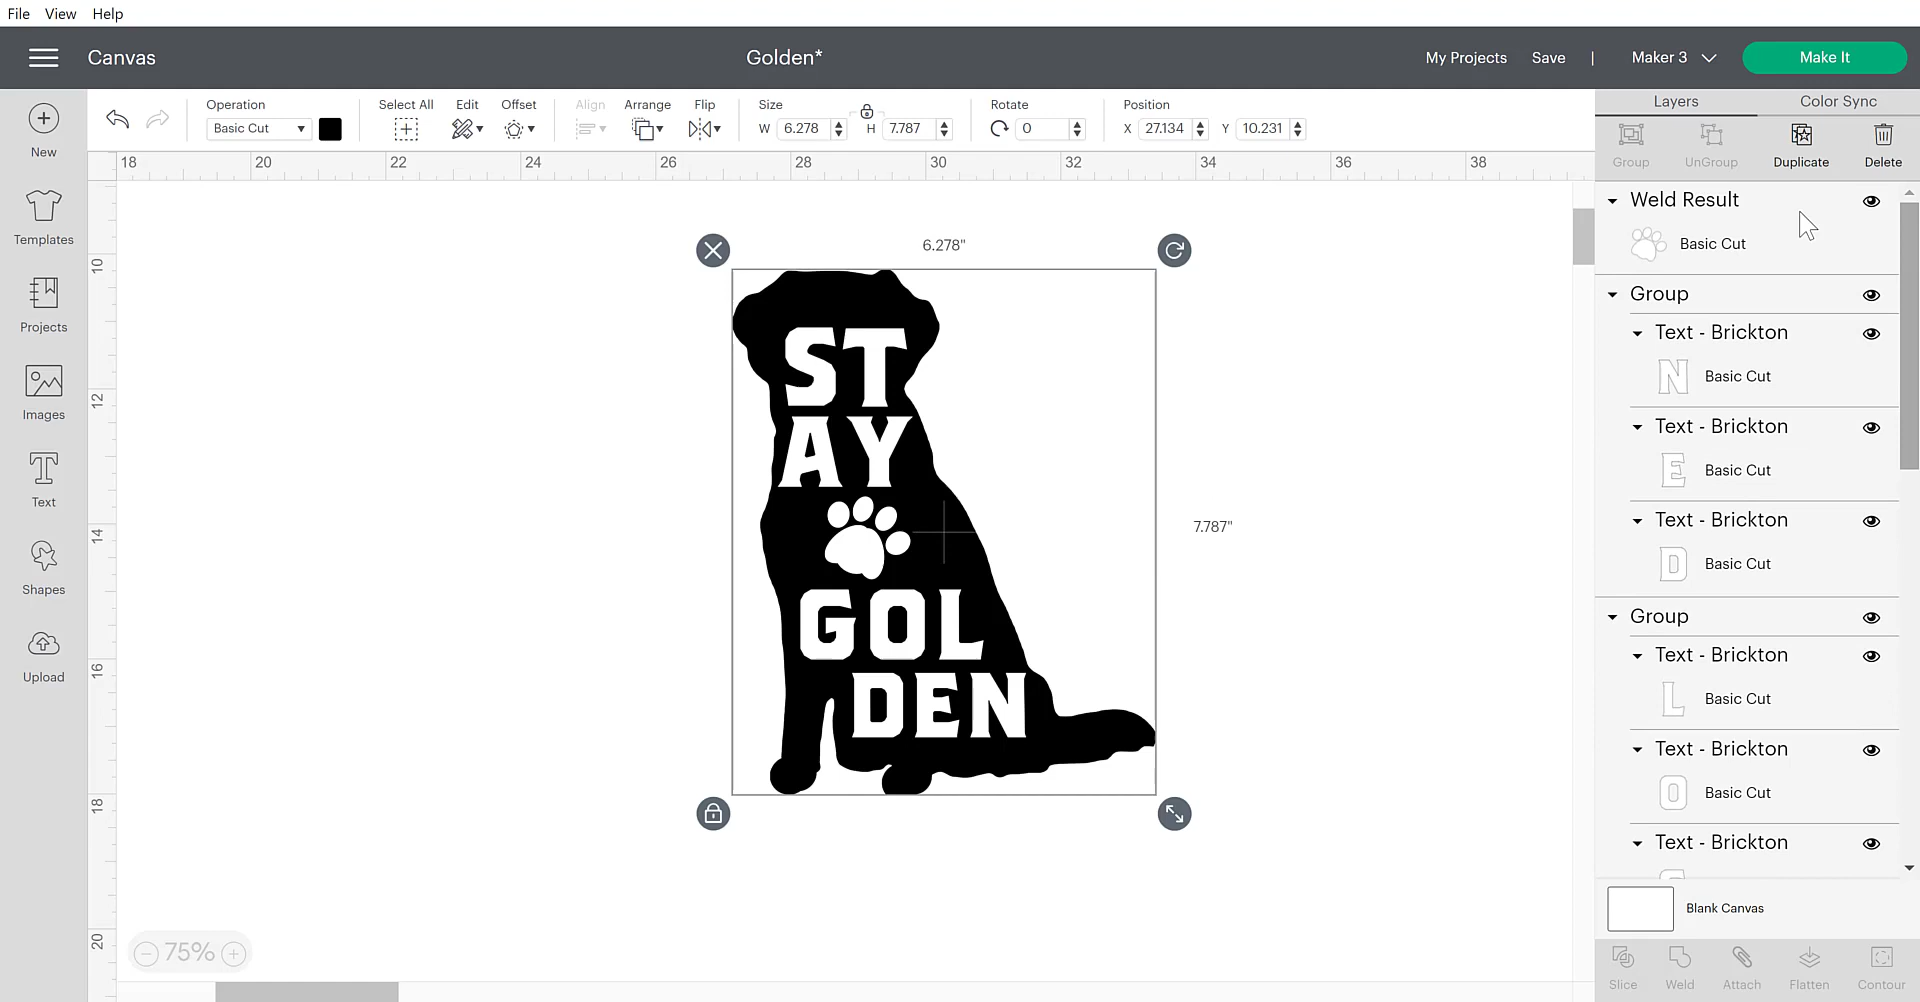 File View Help
Canvas
Golden*
My Projects Save | Maker 3 Make It
Operation
Basic Cut
Select All Edit Offset Align Arrange Flip
Size
W 6.278 H 7.787
Rotate
0
Position
X 27.134 Y 10.231
Layers Color Sync
Group UnGroup Duplicate Delete
New
Templates
Projects
Images
Text
Shapes
Upload
18 20 22 24 26 28 30 32 34 36 38
10
12
14
16
18
20
6.278"
7.787"
ST
AY
GOL
DEN
75%
Weld Result
Basic Cut
Group
Text - Brickton
N Basic Cut
Text - Brickton
E Basic Cut
Text - Brickton
D Basic Cut
Group
Text - Brickton
L Basic Cut
Text - Brickton
O Basic Cut
Text - Brickton
Blank Canvas
Slice Weld Attach Flatten Contour